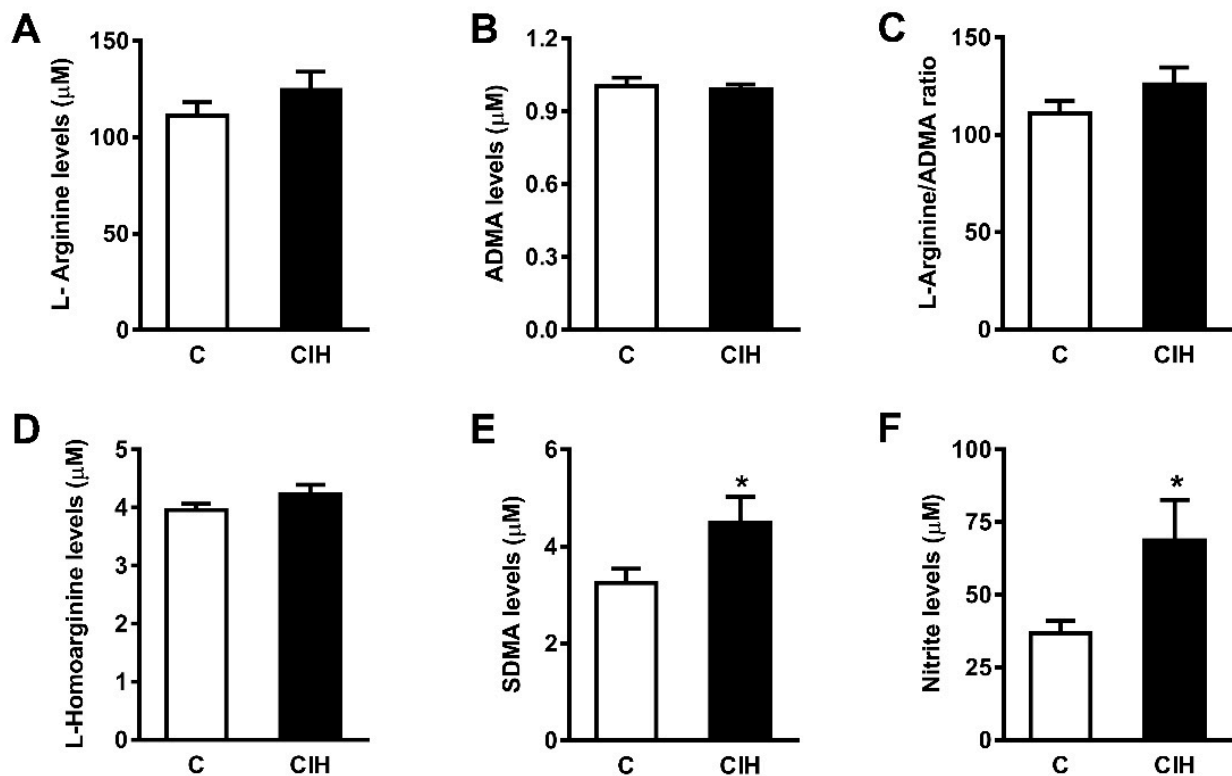 A
L- Arginine levels (μM)
150
100
50
0
C
CIH
B
ADMA levels (μM)
1.2
0.9
0.6
0.3
0.0
C
CIH
C
L-Arginine/ADMA ratio
150
100
50
0
C
CIH
D
L-Homoarginine levels (μM)
5
4
3
2
1
0
C
CIH
E
SDMA levels (μM)
6
4
2
0
*
C
CIH
F
Nitrite levels (μM)
100
75
50
25
0
*
C
CIH